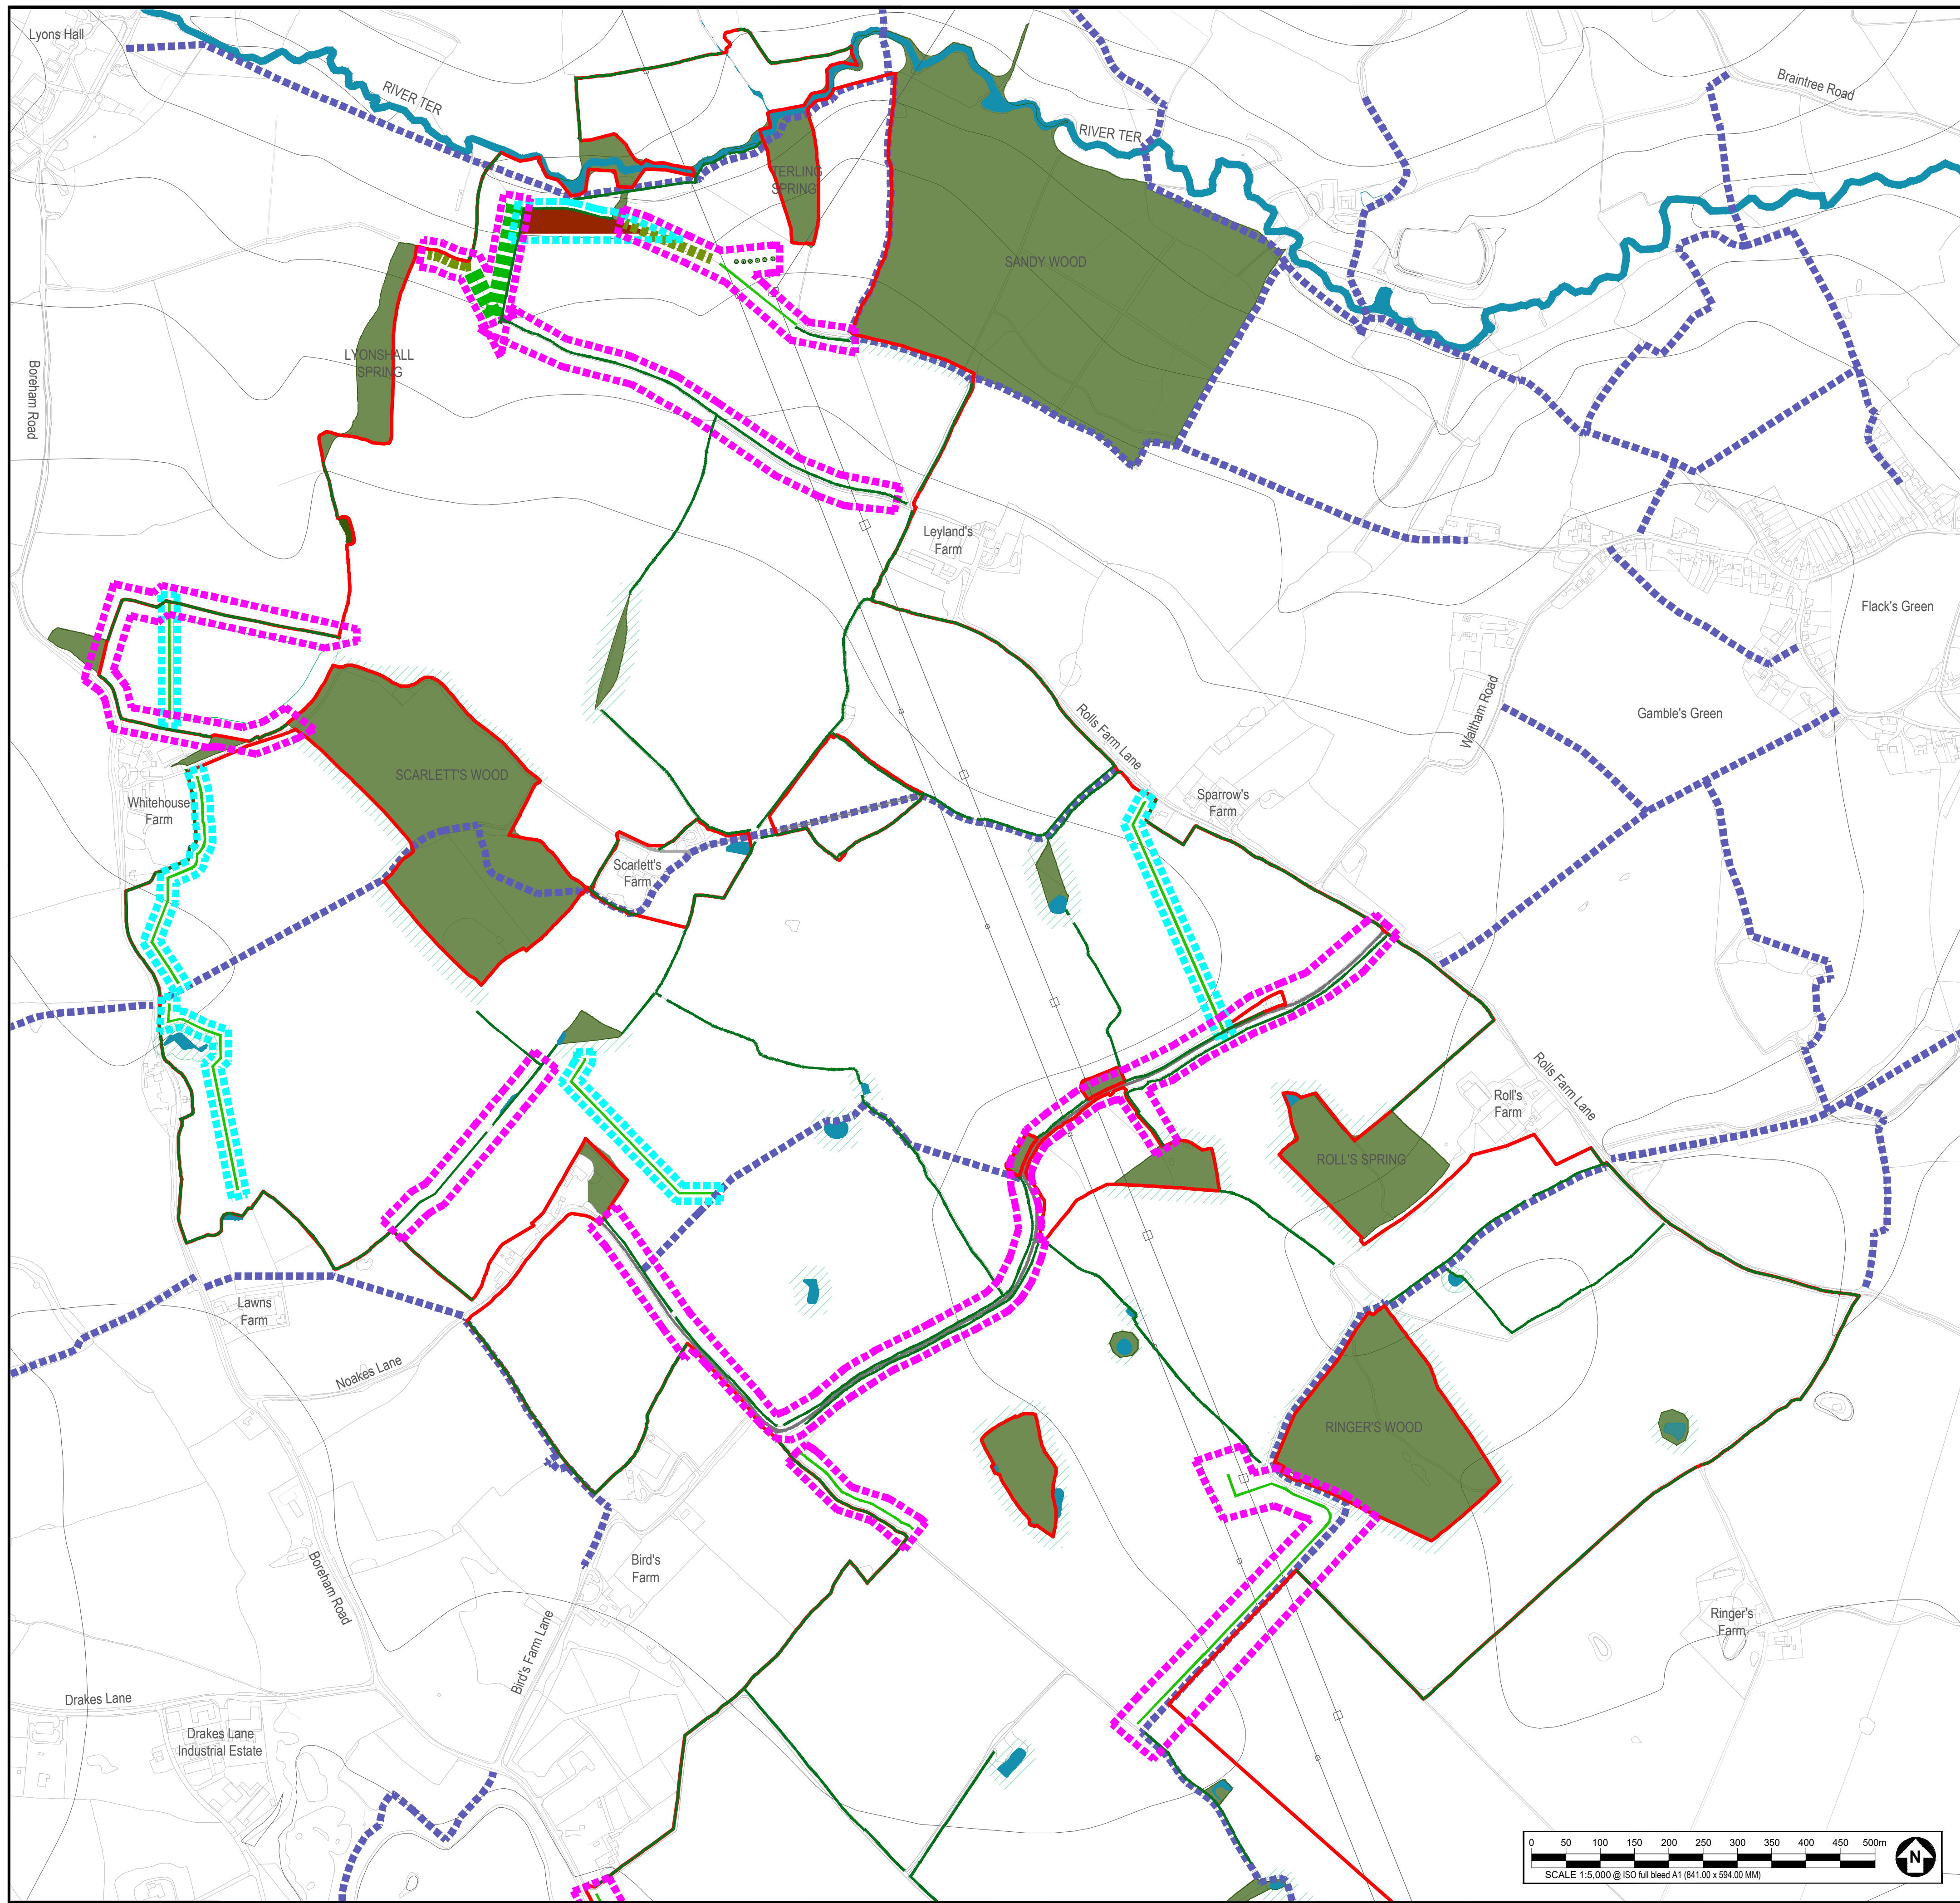 Lyons Hall
RIVER TER
Braintree Road
RIVER TER
TERLING
SPRING
SANDY WOOD
LYONSHALL
SPRING
Boreham Road
Leyland's
Farm
Flack's Green
Rolls Farm Lane
Waltham Road
Gamble's Green
SCARLETT'S WOOD
Whitehouse
Farm
Sparrow's
Farm
Scarlett's
Farm
Roll's
Farm
Rolls Farm Lane
ROLL'S SPRING
Lawns
Farm
Noakes Lane
RINGER'S WOOD
Boreham Road
Bird's
Farm
Bird's Farm Lane
Ringer's
Farm
Drakes Lane
Drakes Lane
Industrial Estate
0 50 100 150 200 250 300 350 400 450 500m
SCALE 1:5,000 @ ISO full bleed A1 (841.00 x 594.00 MM)
N